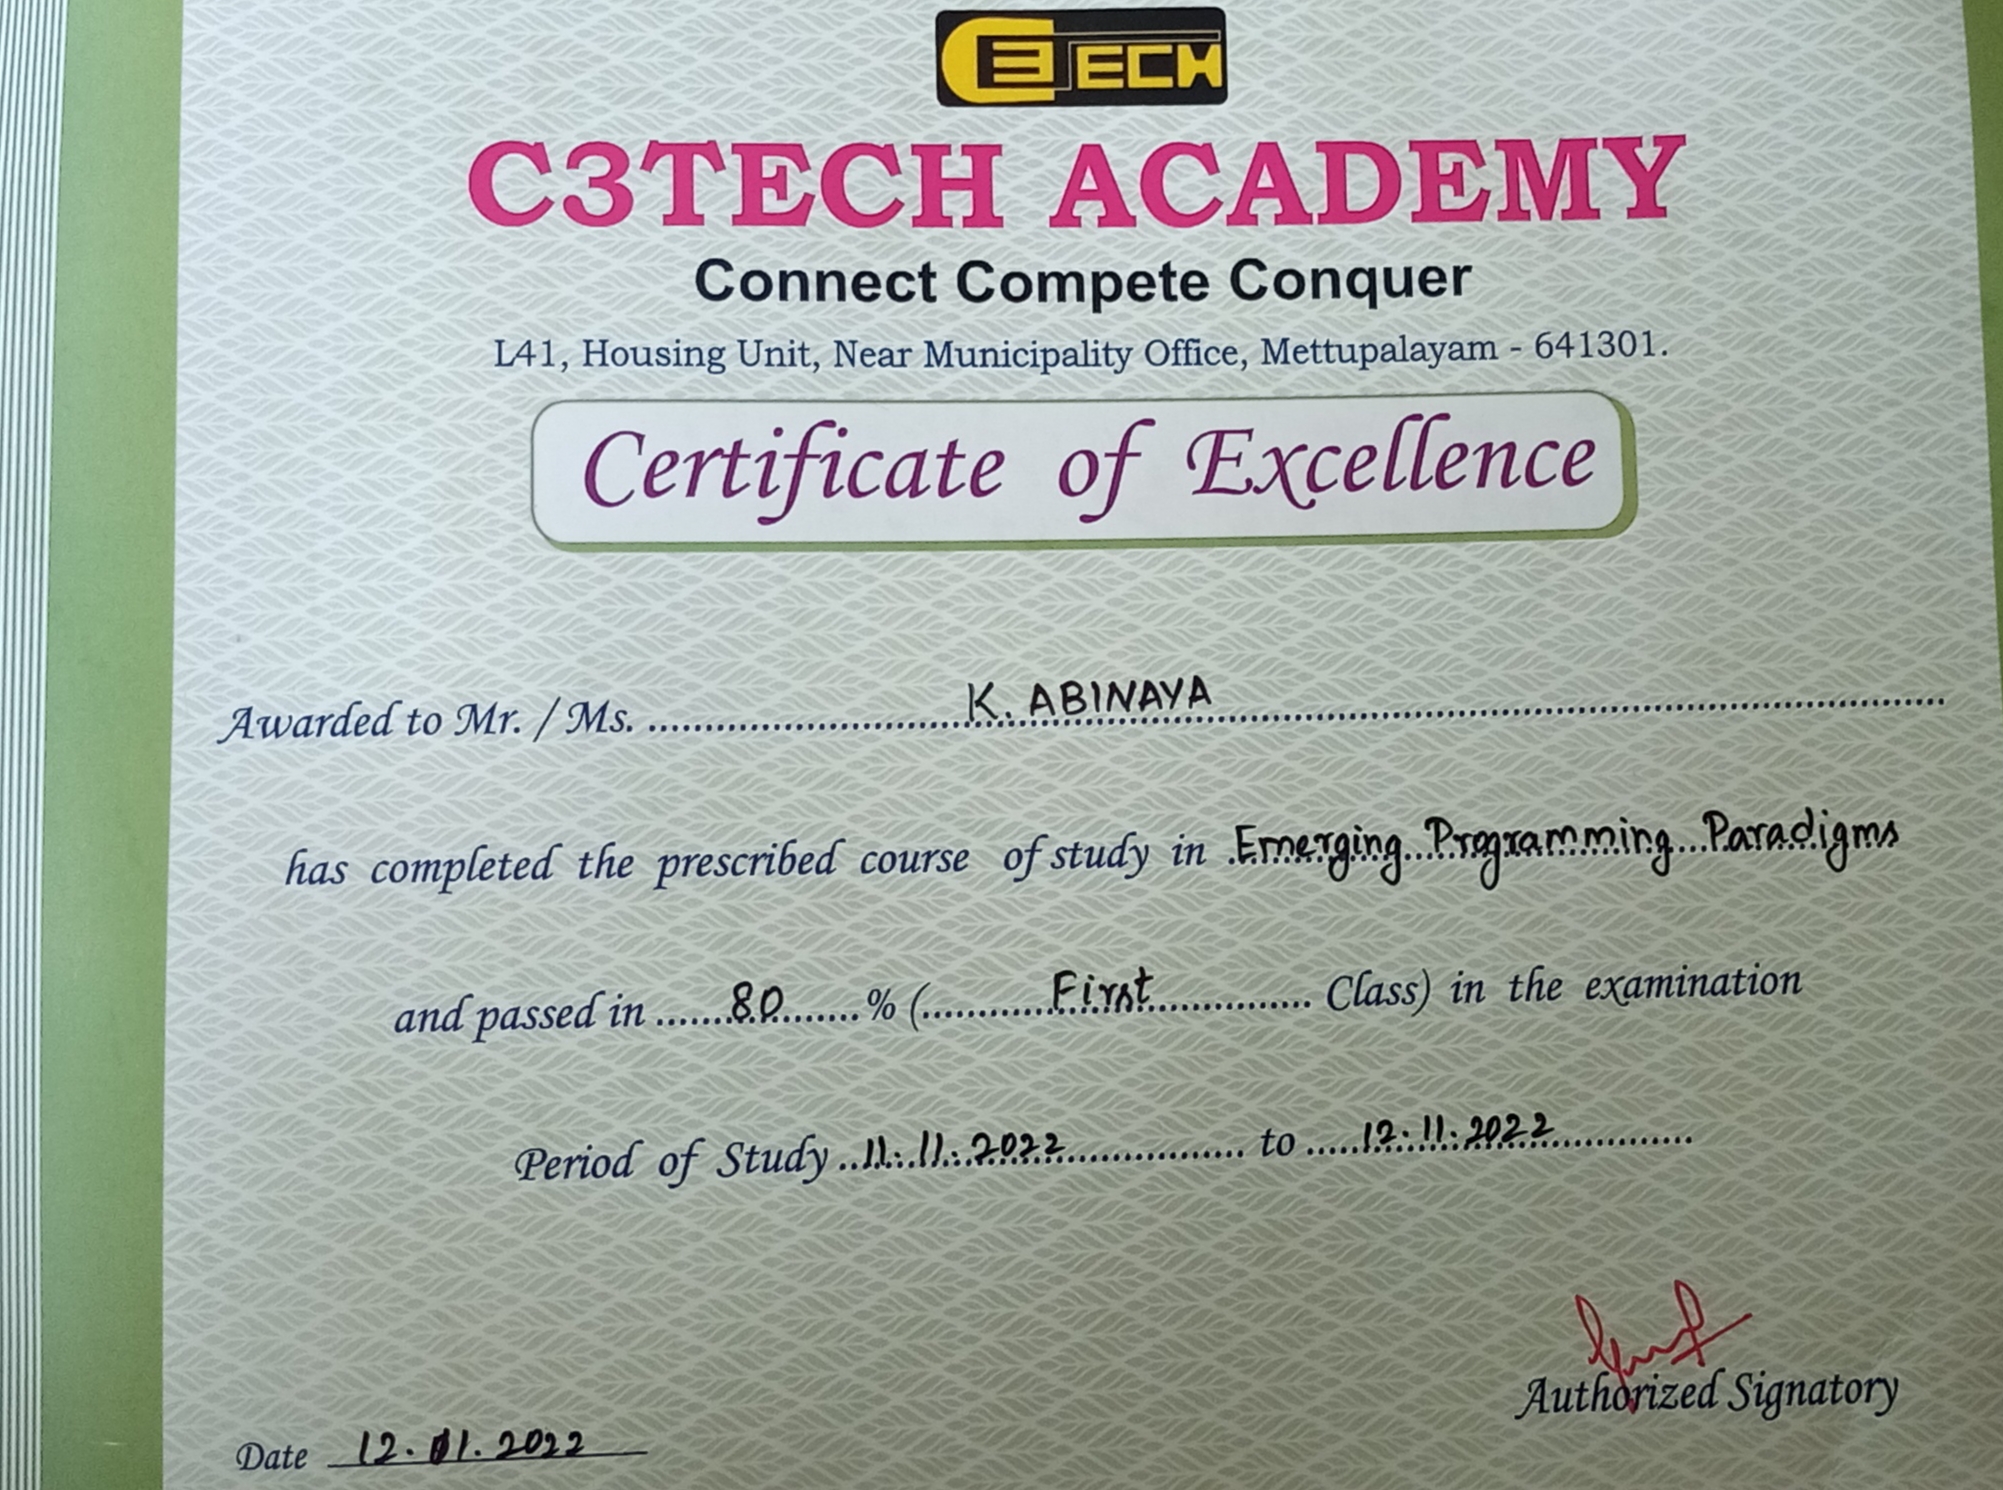 C3TECH
C3TECH ACADEMY
Connect Compete Conquer
L41, Housing Unit, Near Municipality Office, Mettupalayam - 641301.
Certificate of Excellence
Awarded to Mr. / Ms. K. ABINAYA
has completed the prescribed course of study in Emerging Programming Paradigms
and passed in 80 % ( First Class) in the examination
Period of Study 11.11.2022 to 12.11.2022
Authorized Signatory
Date 12. 11. 2022